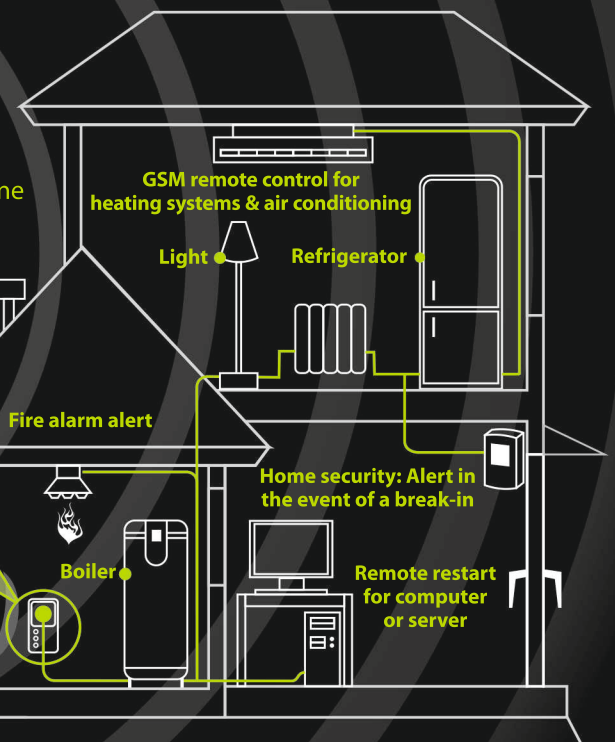 GSM remote control for
heating systems & air conditioning
Light
Refrigerator
Fire alarm alert
Home security: Alert in
the event of a break-in
Boiler
Remote restart
for computer
or server